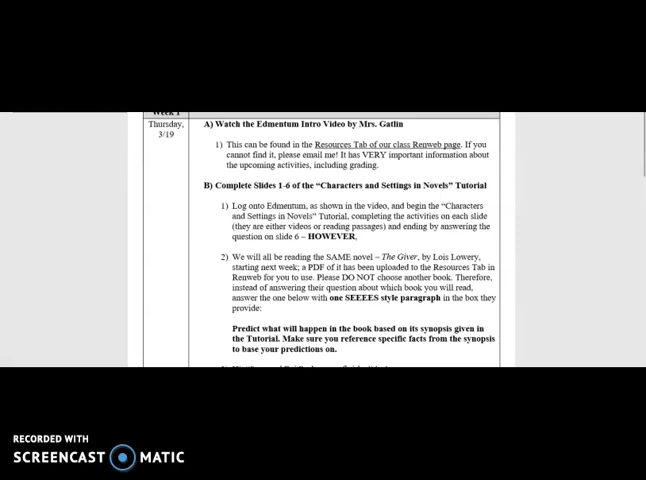 Week 1
Thursday,
3/19
A) Watch the Edmentum Intro Video by Mrs. Gatlin
1) This can be found in the Resources Tab of our class Renweb page. If you
cannot find it, please email me! It has VERY important information about
the upcoming activities, including grading.
B) Complete Slides 1-6 of the “Characters and Settings in Novels” Tutorial
1) Log onto Edmentum, as shown in the video, and begin the “Characters
and Settings in Novels” Tutorial, completing the activities on each slide
(they are either videos or reading passages) and ending by answering the
question on slide 6 – HOWEVER,
2) We will all be reading the SAME novel – The Giver, by Lois Lowery,
starting next week; a PDF of it has been uploaded to the Resources Tab in
Renweb for you to use. Please DO NOT choose another book. Therefore,
instead of answering their question about which book you will read,
answer the one below with one SEEEES style paragraph in the box they
provide:
Predict what will happen in the book based on its synopsis given in
the Tutorial. Make sure you reference specific facts from the synopsis
to base your predictions on.
RECORDED WITH
SCREENCAST MATIC